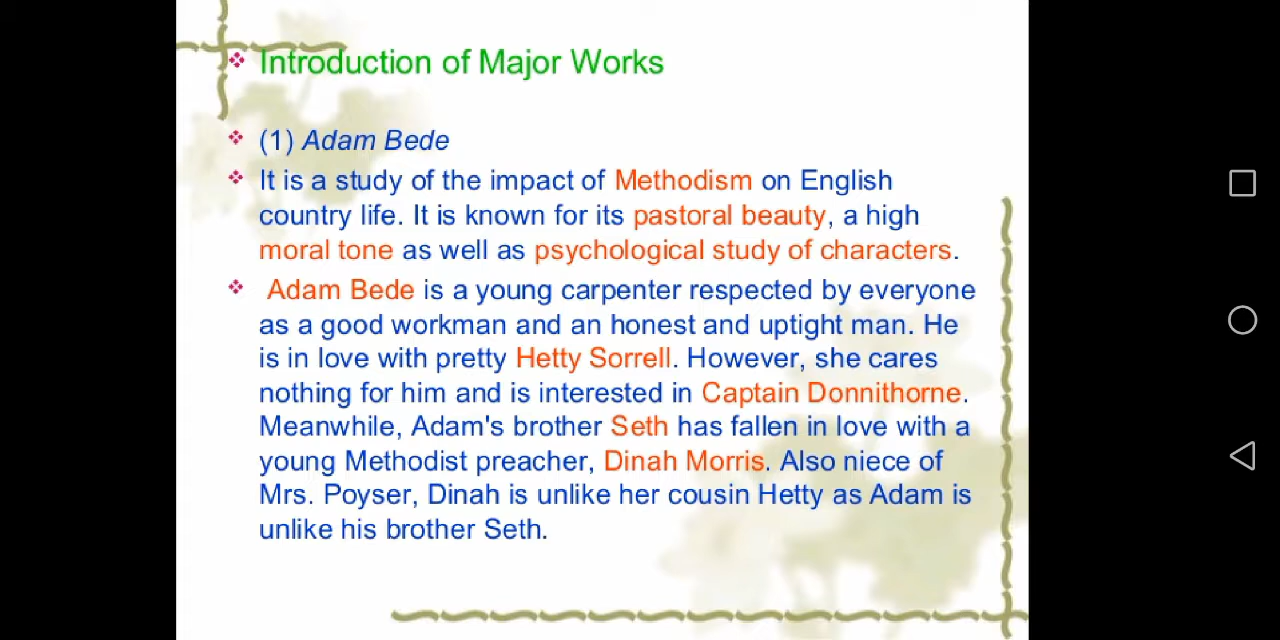 Introduction of Major Works
(1) Adam Bede
It is a study of the impact of Methodism on English
country life. It is known for its pastoral beauty, a high
moral tone as well as psychological study of characters.
Adam Bede is a young carpenter respected by everyone
as a good workman and an honest and uptight man. He
is in love with pretty Hetty Sorrell. However, she cares
nothing for him and is interested in Captain Donnithorne.
Meanwhile, Adam's brother Seth has fallen in love with a
young Methodist preacher, Dinah Morris. Also niece of
Mrs. Poyser, Dinah is unlike her cousin Hetty as Adam is
unlike his brother Seth.